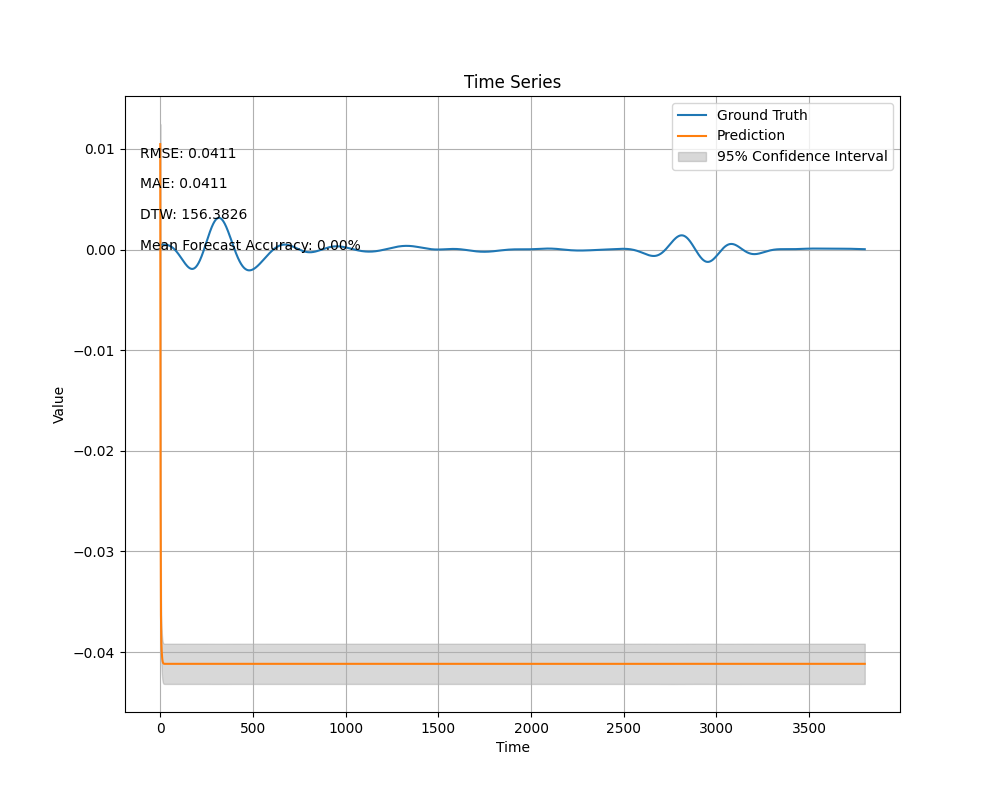 Time Series
Ground Truth
Prediction
95% Confidence Interval
RMSE: 0.0411
MAE: 0.0411
DTW: 156.3826
Mean Forecast Accuracy: 0.00%
Value
0.01
0.00
−0.01
−0.02
−0.03
−0.04
0 500 1000 1500 2000 2500 3000 3500
Time